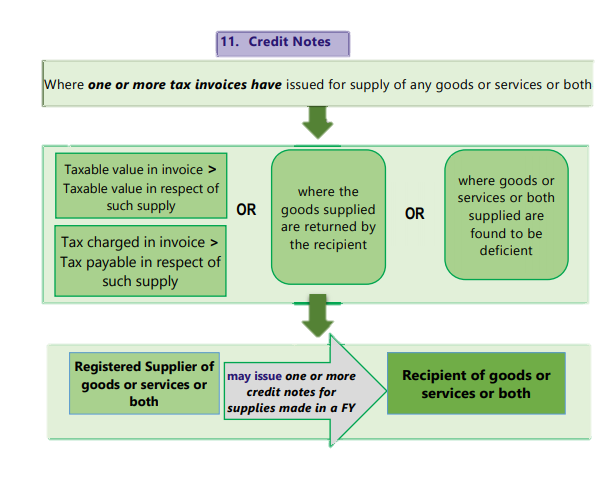 11. Credit Notes
Where one or more tax invoices have issued for supply of any goods or services or both
Taxable value in invoice >
Taxable value in respect of
such supply
Tax charged in invoice >
Tax payable in respect of
such supply
OR
where the
goods supplied
are returned by
the recipient
OR
where goods or
services or both
supplied are
found to be
deficient
Registered Supplier of
goods or services or
both
may issue one or more
credit notes for
supplies made in a FY
Recipient of goods or
services or both